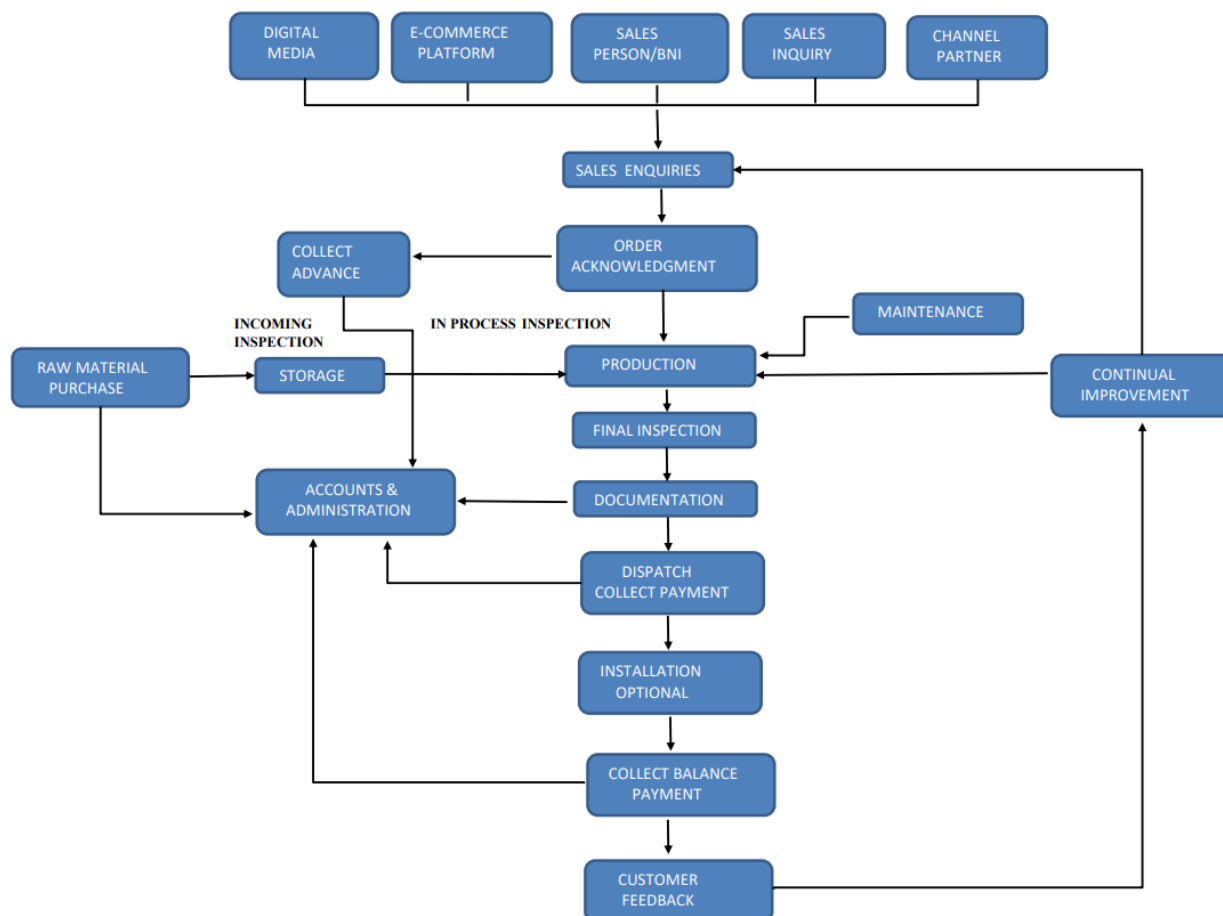 DIGITAL
MEDIA
E-COMMERCE
PLATFORM
SALES
PERSON/BNI
SALES
INQUIRY
CHANNEL
PARTNER
SALES ENQUIRIES
ORDER
ACKNOWLEDGMENT
COLLECT
ADVANCE
MAINTENANCE
INCOMING
INSPECTION
IN PROCESS INSPECTION
RAW MATERIAL
PURCHASE
STORAGE
PRODUCTION
CONTINUAL
IMPROVEMENT
FINAL INSPECTION
ACCOUNTS &
ADMINISTRATION
DOCUMENTATION
DISPATCH
COLLECT PAYMENT
INSTALLATION
OPTIONAL
COLLECT BALANCE
PAYMENT
CUSTOMER
FEEDBACK